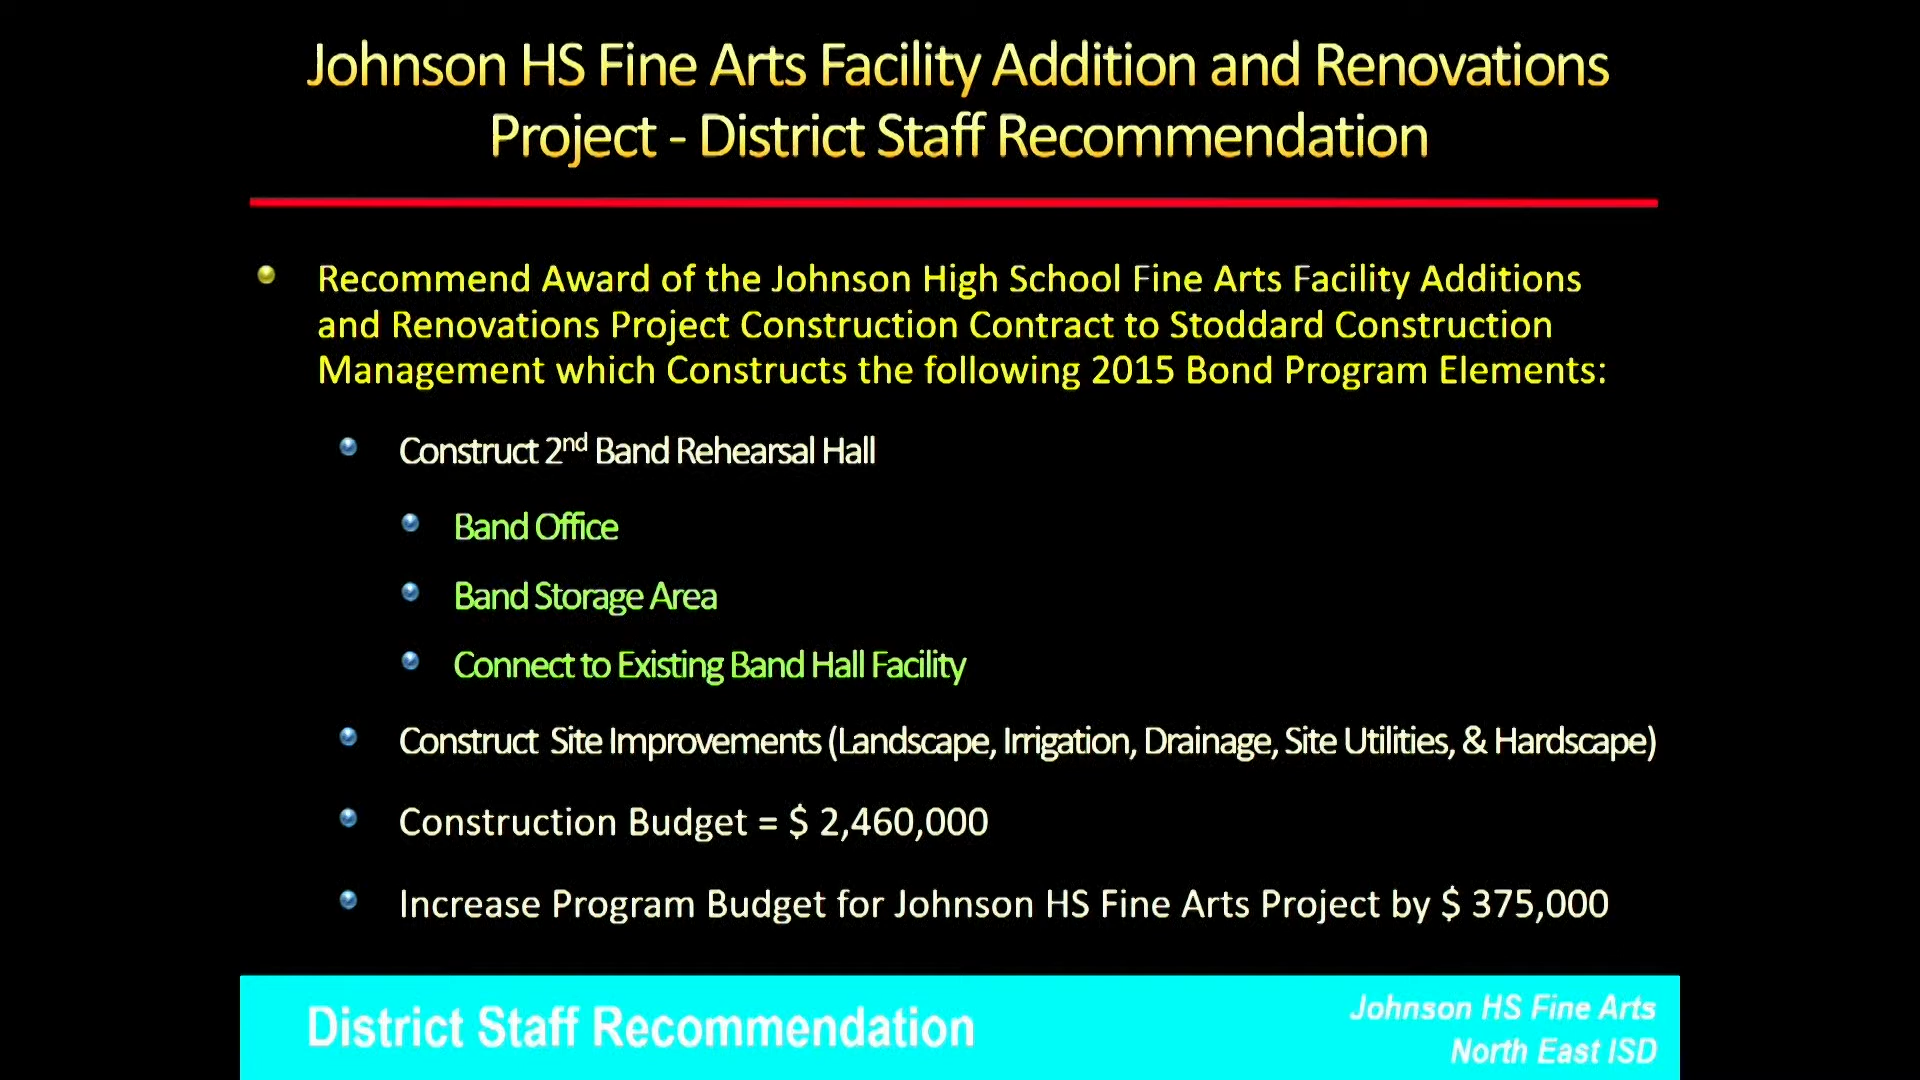 Johnson HS Fine Arts Facility Addition and Renovations
Project - District Staff Recommendation
Recommend Award of the Johnson High School Fine Arts Facility Additions
and Renovations Project Construction Contract to Stoddard Construction
Management which Constructs the following 2015 Bond Program Elements:
Construct 2nd Band Rehearsal Hall
Band Office
Band Storage Area
Connect to Existing Band Hall Facility
Construct Site Improvements (Landscape, Irrigation, Drainage, Site Utilities, & Hardscape)
Construction Budget = $ 2,460,000
Increase Program Budget for Johnson HS Fine Arts Project by $ 375,000
District Staff Recommendation
Johnson HS Fine Arts
North East ISD